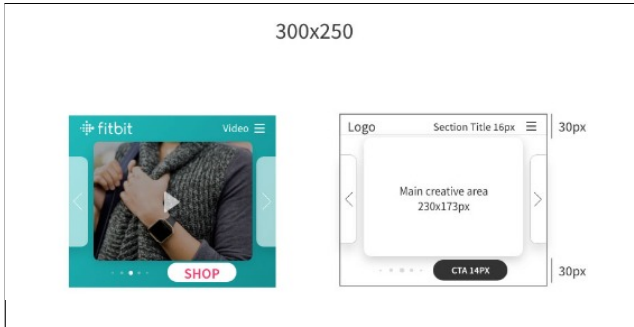 300x250
fitbit
Video
SHOP
Logo
Section Title 16px
30px
Main creative area
230x173px
CTA 14PX
30px